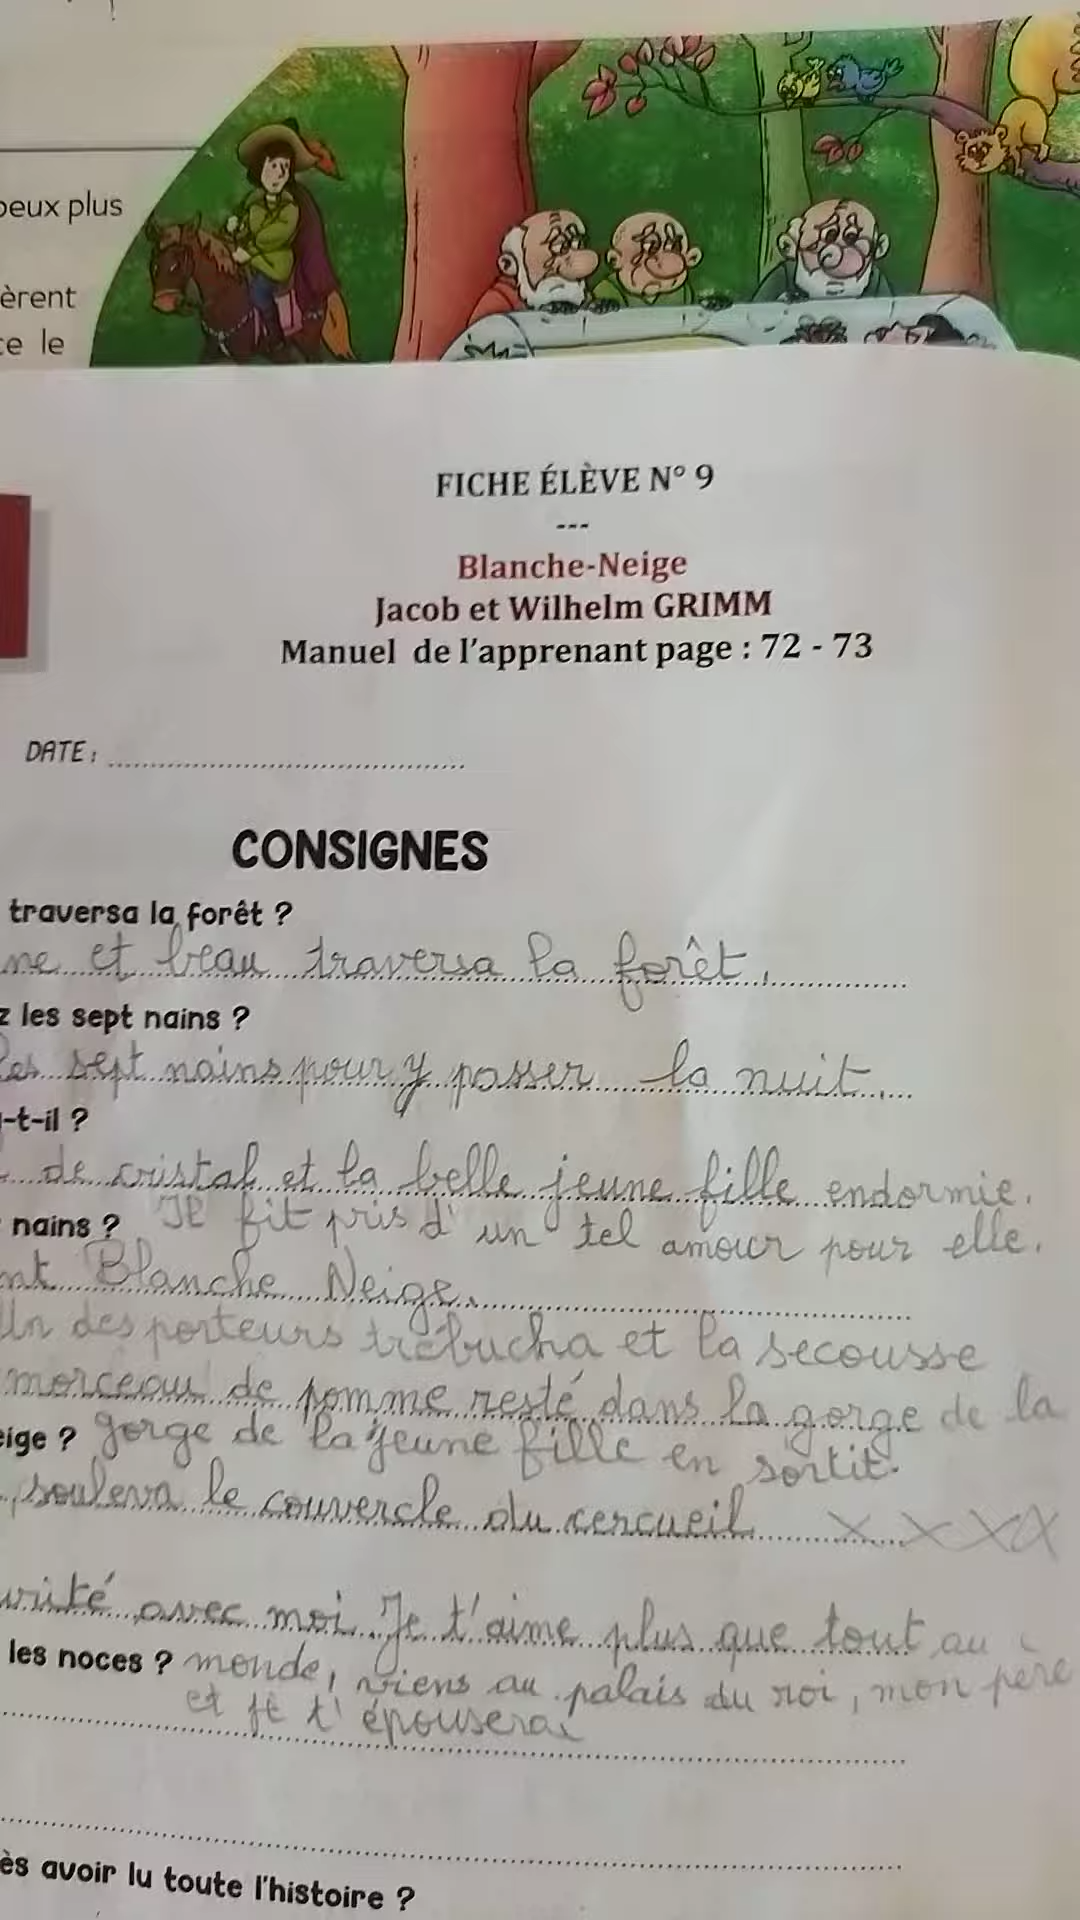 peux plus
èrent
ce le
FICHE ÉLÈVE N° 9
---
Blanche-Neige
Jacob et Wilhelm GRIMM
Manuel de l'apprenant page : 72 - 73
DATE :
CONSIGNES
traversa la forêt ?
ne et beau traversa la forêt.
z les sept nains ?
les sept nains pour y passer la nuit.
-t-il ?
de cristal et la belle jeune fille endormie.
nains ? Il fit pris d'un tel amour pour elle.
nt Blanche Neige.
Un des porteurs trébucha et la secousse
morceau de pomme resté dans la gorge de la
eige ? gorge de la jeune fille en sortit.
souleva le couvercle du cercueil x x x x
urité avec moi. Je t'aime plus que tout au
les noces ? monde, viens au palais du roi, mon père
et je t'épouserai
ès avoir lu toute l'histoire ?